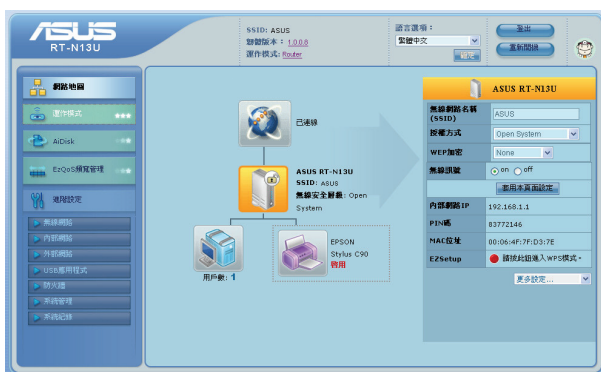 ASUS
RT-N13U
SSID: ASUS
韌體版本: 1.0.0.8
運作模式: Router
語言選項:
繁體中文
登出
重新開機
網路地圖
運作模式
AiDisk
EzQoS頻寬管理
進階設定
無線網路
內部網路
外部網路
USB應用程式
防火牆
系統管理
系統記錄
已連線
ASUS RT-N13U
SSID: ASUS
無線安全層級: Open
System
用戶數: 1
EPSON
Stylus C90
啓用
ASUS RT-N13U
無線網路名稱
(SSID)
ASUS
授權方式
Open System
WEP加密
None
無線訊號
on
off
套用本頁面設定
內部網路IP
192.168.1.1
PIN碼
83772146
MAC位址
00:06:4F:7F:D3:7E
EZSetup
請按此鈕進入WPS模式。
更多設定...